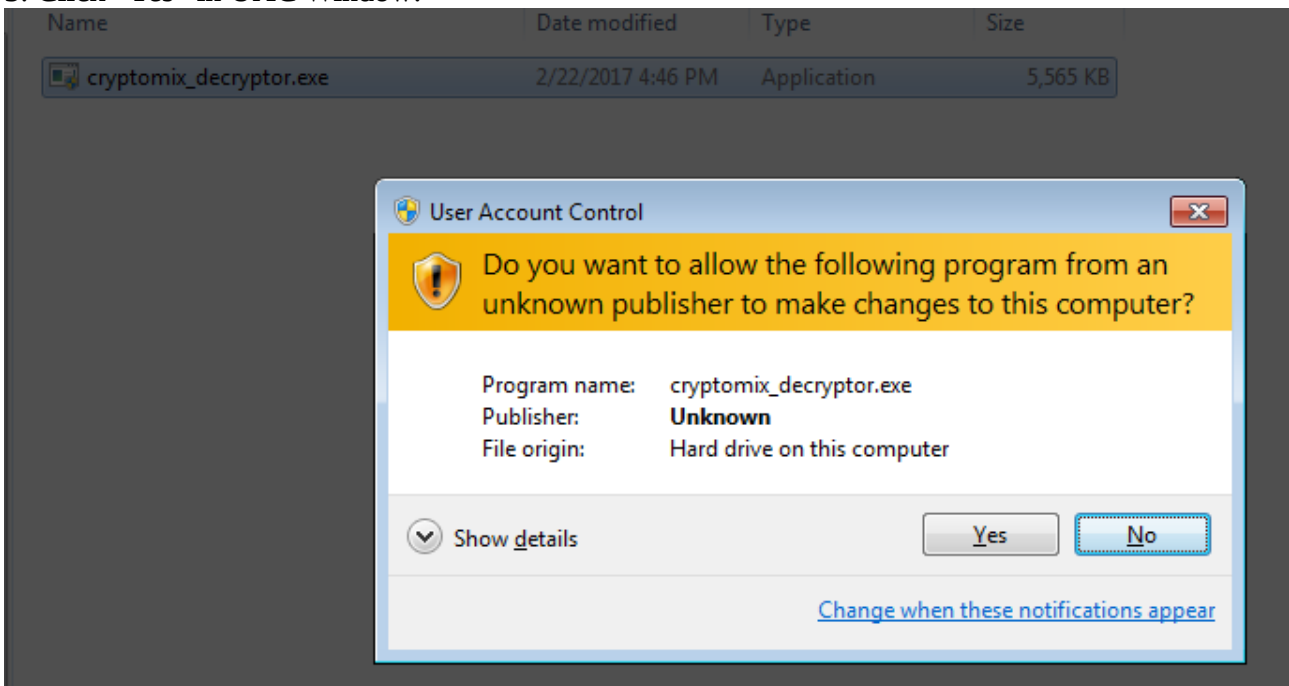 Name Date modified Type Size
cryptomix_decryptor.exe 2/22/2017 4:46 PM Application 5,565 KB
User Account Control
Do you want to allow the following program from an
unknown publisher to make changes to this computer?
Program name: cryptomix_decryptor.exe
Publisher: Unknown
File origin: Hard drive on this computer
Show details Yes No
Change when these notifications appear